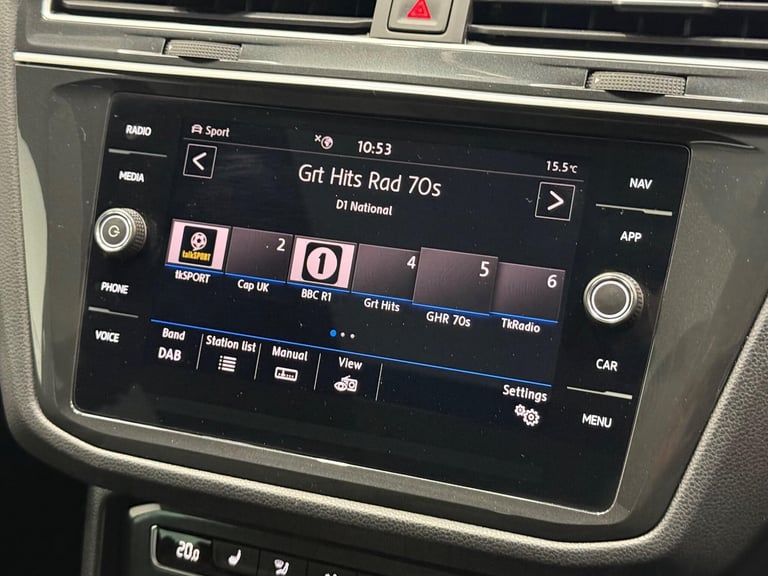 RADIO
MEDIA
PHONE
VOICE
Sport
10:53
15.5°C
Grt Hits Rad 70s
D1 National
talkSPORT
tkSPORT
2
Cap UK
1
BBC R1
4
Grt Hits
5
GHR 70s
6
TkRadio
Band
DAB
Station list
Manual
View
Settings
NAV
APP
CAR
MENU
20.0